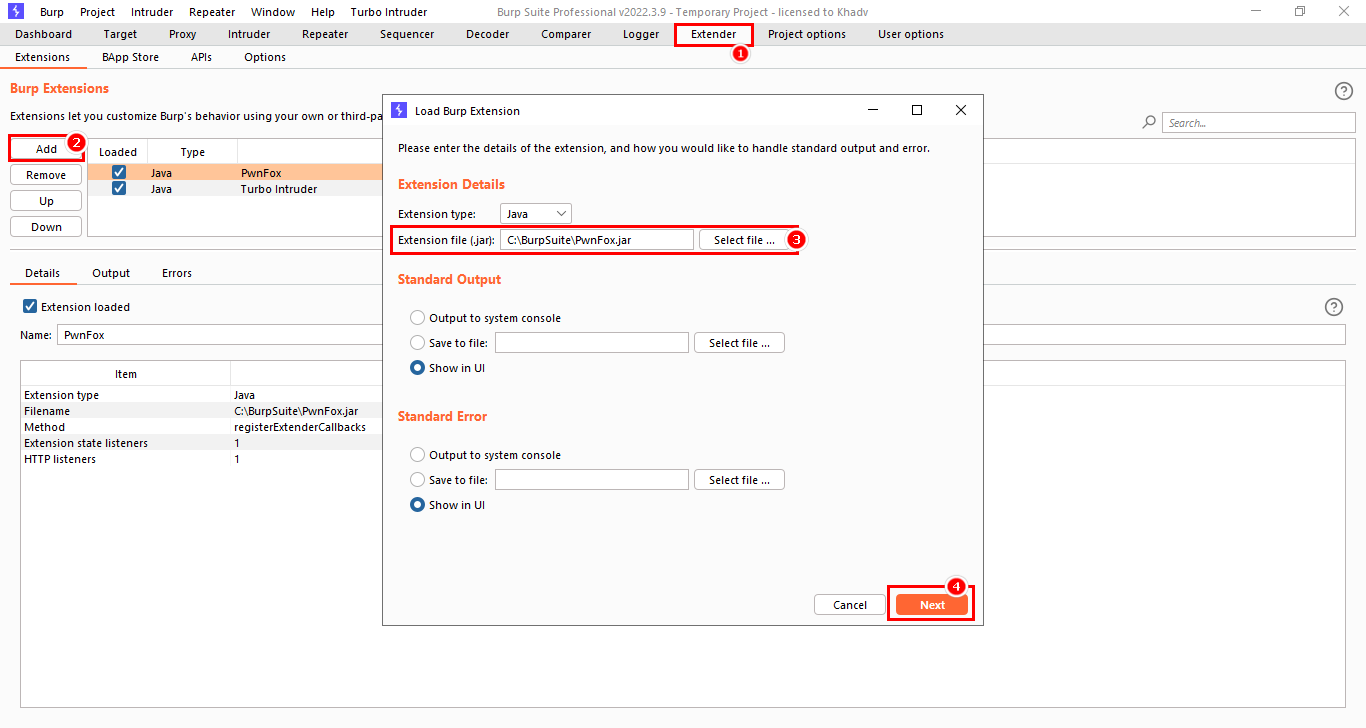 Burp Project Intruder Repeater Window Help Turbo Intruder Burp Suite Professional v2022.3.9 - Temporary Project - licensed to Khadv
Dashboard Target Proxy Intruder Repeater Sequencer Decoder Comparer Logger Extender Project options User options
1
Extensions BApp Store APIs Options
Burp Extensions
?
Extensions let you customize Burp's behavior using your own or third-pa
Search...
Add 2
Loaded Type
Remove
Java PwnFox
Up
Java Turbo Intruder
Down
Details Output Errors
Extension loaded
?
Name: PwnFox
Item
Extension type Java
Filename C:\BurpSuite\PwnFox.jar
Method registerExtenderCallbacks
Extension state listeners 1
HTTP listeners 1
Load Burp Extension
Please enter the details of the extension, and how you would like to handle standard output and error.
Extension Details
Extension type: Java
Extension file (.jar): C:\BurpSuite\PwnFox.jar Select file ... 3
Standard Output
Output to system console
Save to file: Select file ...
Show in UI
Standard Error
Output to system console
Save to file: Select file ...
Show in UI
4
Cancel Next